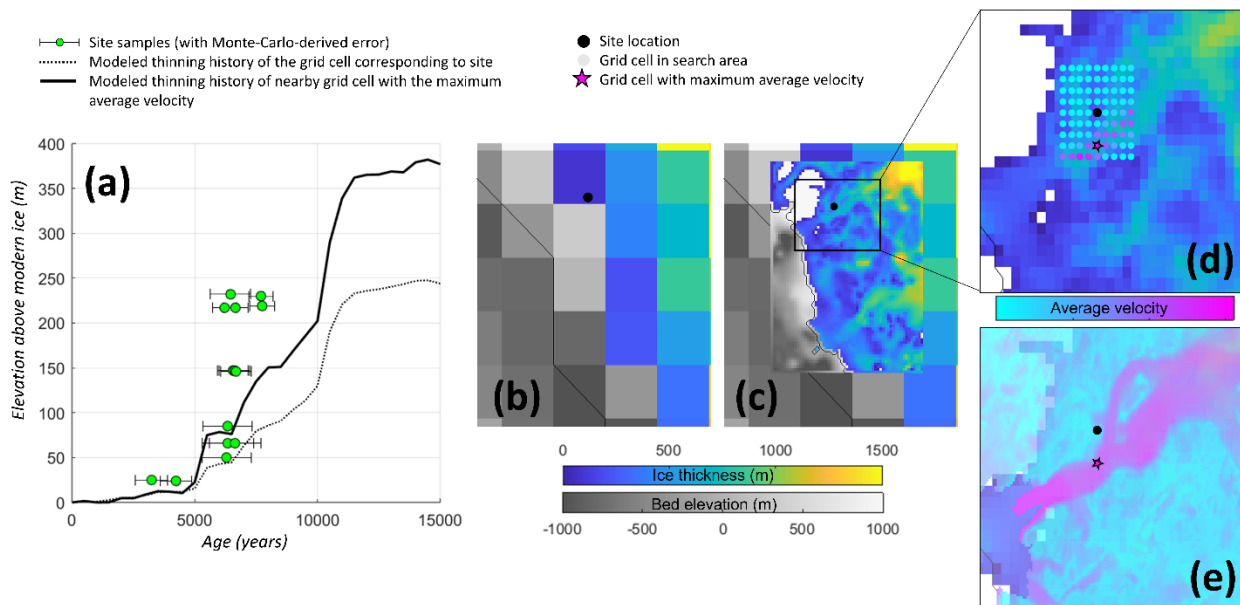 Site samples (with Monte-Carlo-derived error)
Modeled thinning history of the grid cell corresponding to site
Modeled thinning history of nearby grid cell with the maximum
average velocity
Site location
Grid cell in search area
Grid cell with maximum average velocity
(a)
Elevation above modern ice (m)
400
350
300
250
200
150
100
50
0
0
5000
10000
15000
Age (years)
(b)
(c)
0
500
1000
1500
Ice thickness (m)
Bed elevation (m)
-1000
-500
0
500
1000
(d)
Average velocity
(e)